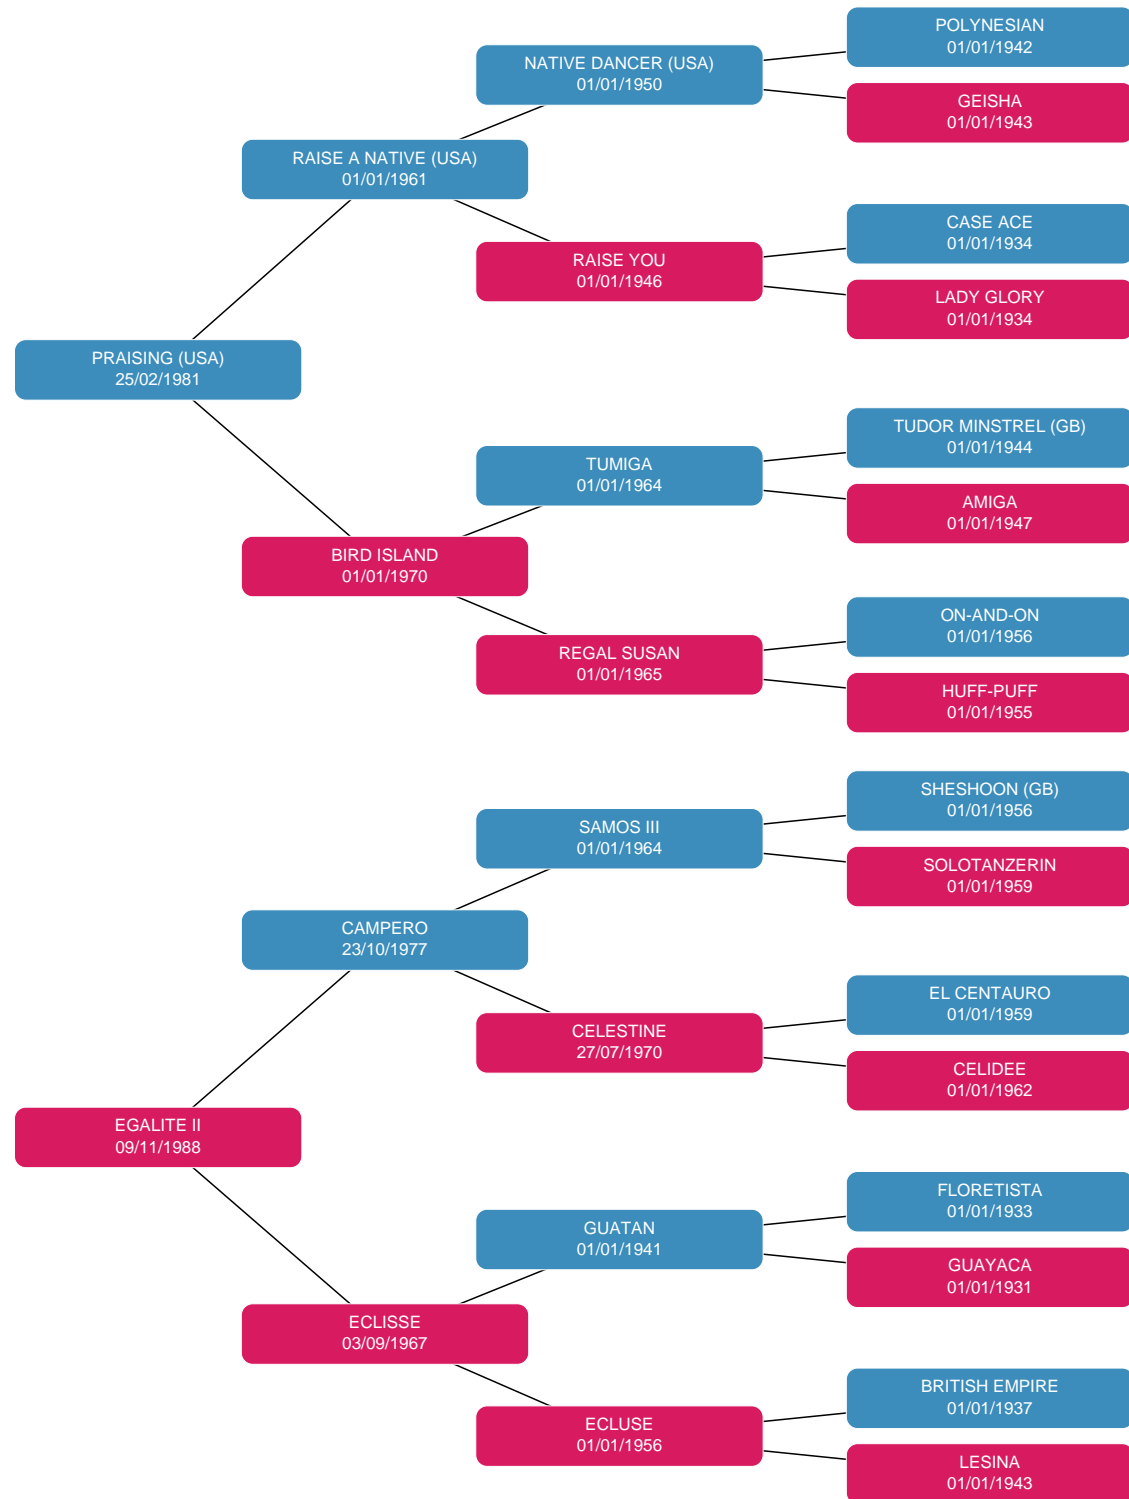 POLYNESIAN
01/01/1942
NATIVE DANCER (USA)
01/01/1950
GEISHA
01/01/1943
RAISE A NATIVE (USA)
01/01/1961
CASE ACE
01/01/1934
RAISE YOU
01/01/1946
LADY GLORY
01/01/1934
PRAISING (USA)
25/02/1981
TUDOR MINSTREL (GB)
01/01/1944
TUMIGA
01/01/1964
AMIGA
01/01/1947
BIRD ISLAND
01/01/1970
ON-AND-ON
01/01/1956
REGAL SUSAN
01/01/1965
HUFF-PUFF
01/01/1955
SHESHOON (GB)
01/01/1956
SAMOS III
01/01/1964
SOLOTANZERIN
01/01/1959
CAMPERO
23/10/1977
EL CENTAURO
01/01/1959
CELESTINE
27/07/1970
CELIDEE
01/01/1962
EGALITE II
09/11/1988
FLORETISTA
01/01/1933
GUATAN
01/01/1941
GUAYACA
01/01/1931
ECLISSE
03/09/1967
BRITISH EMPIRE
01/01/1937
ECLUSE
01/01/1956
LESINA
01/01/1943